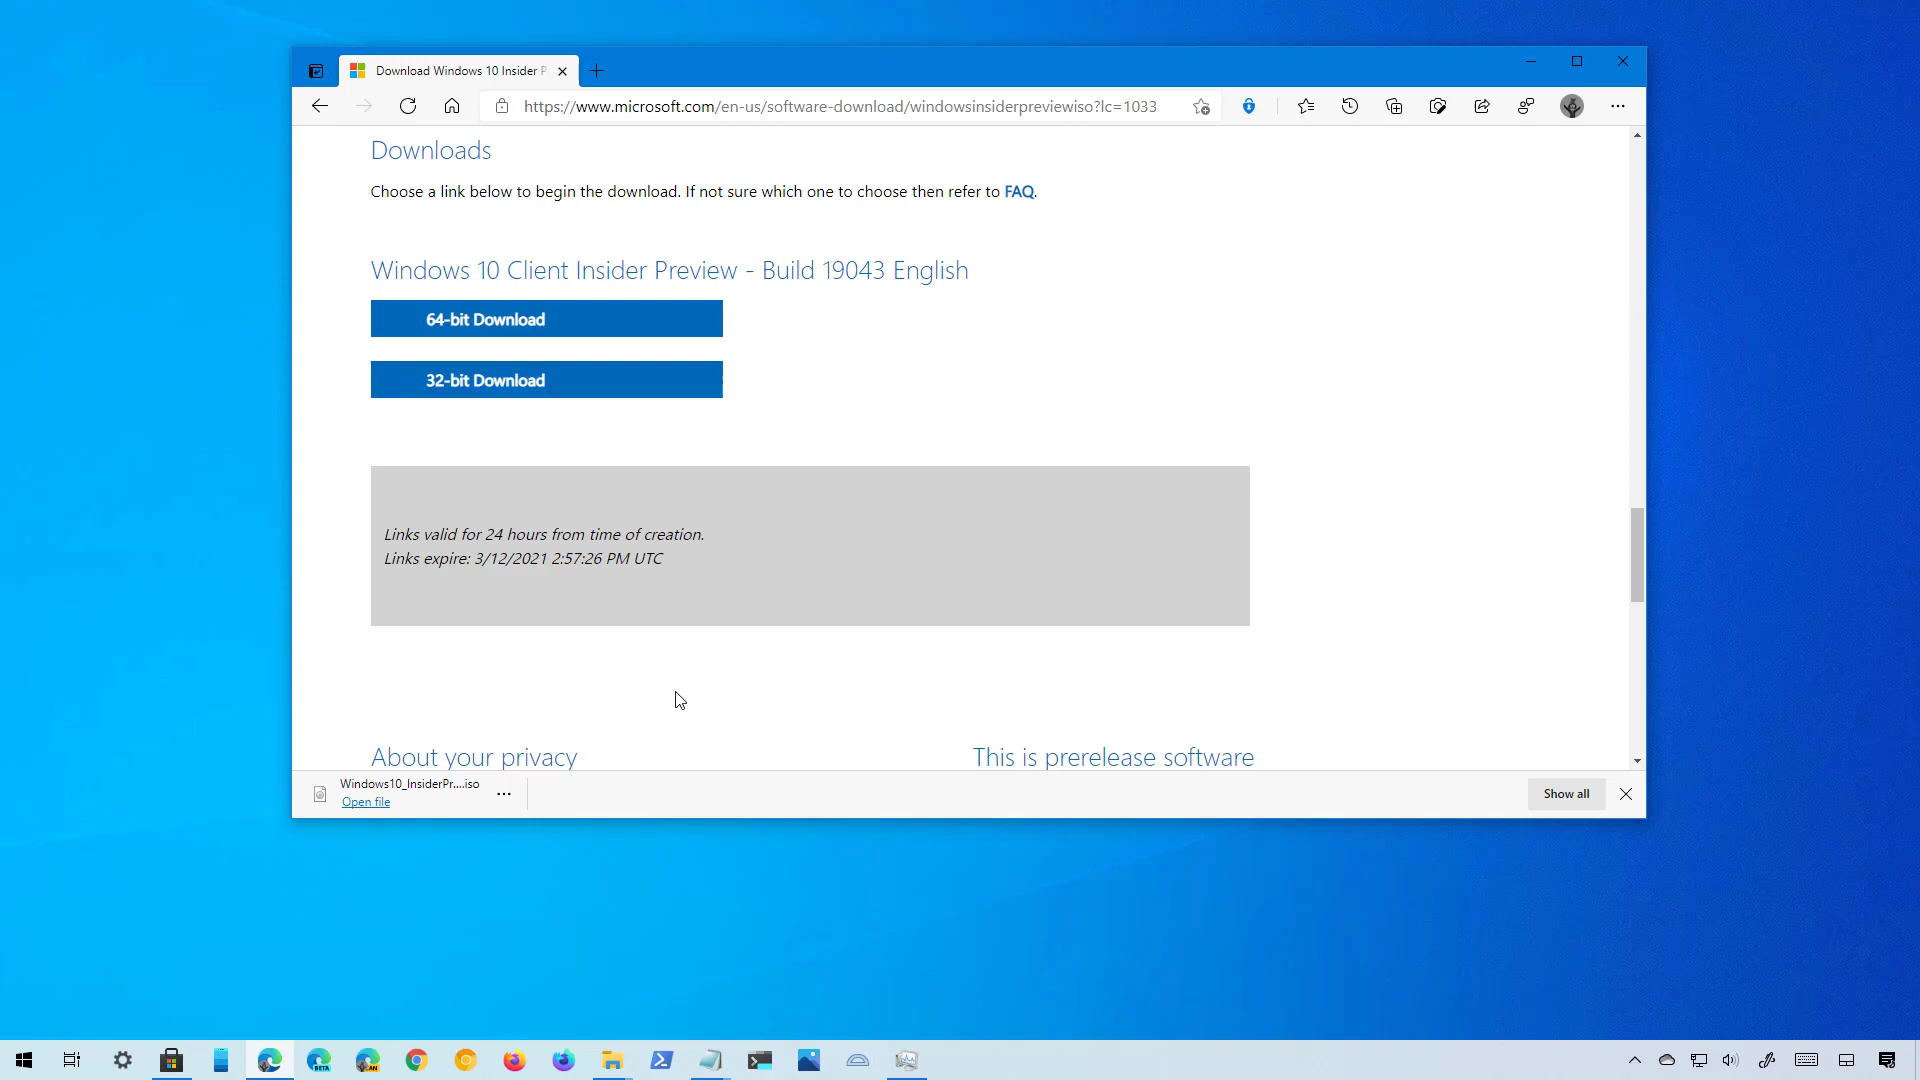 Download Windows 10 Insider P
https://www.microsoft.com/en-us/software-download/windowsinsiderpreviewiso?lc=1033
Downloads
Choose a link below to begin the download. If not sure which one to choose then refer to FAQ.
Windows 10 Client Insider Preview - Build 19043 English
64-bit Download
32-bit Download
Links valid for 24 hours from time of creation.
Links expire: 3/12/2021 2:57:26 PM UTC
About your privacy
This is prerelease software
Windows10_InsiderPr....iso
Open file
Show all
BETA
CAN